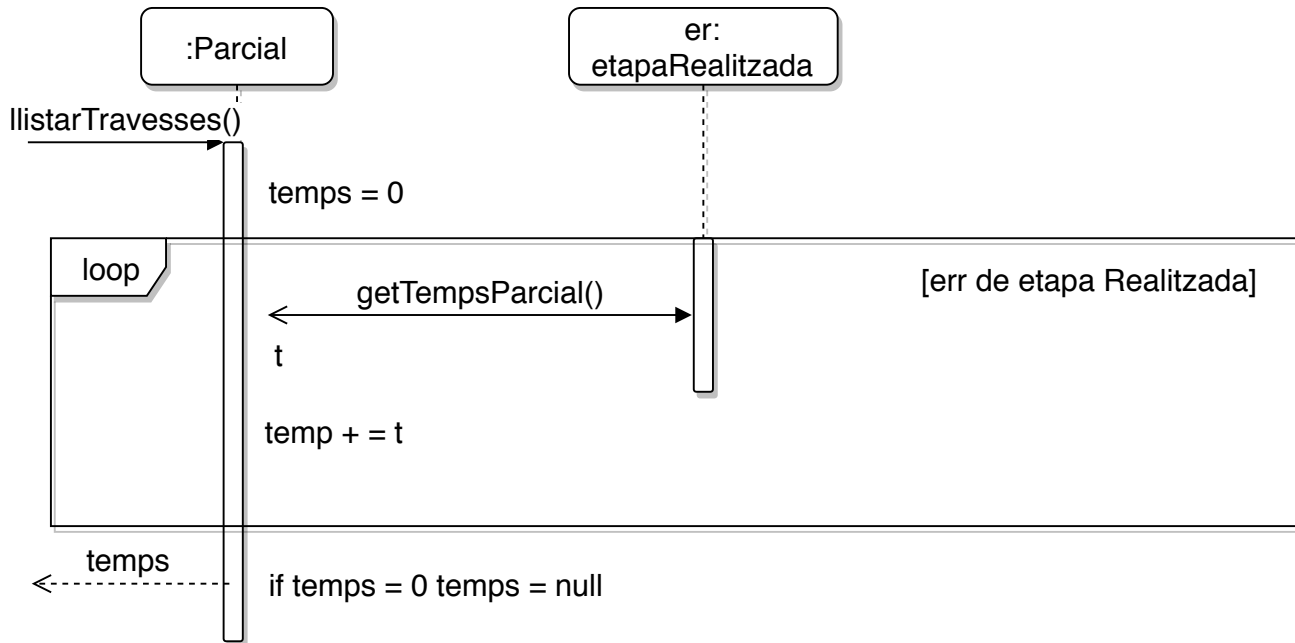 :Parcial
er:
etapaRealitzada
llistarTravesses()
temps = 0
loop
[err de etapa Realitzada]
getTempsParcial()
t
temp + = t
temps
if temps = 0 temps = null